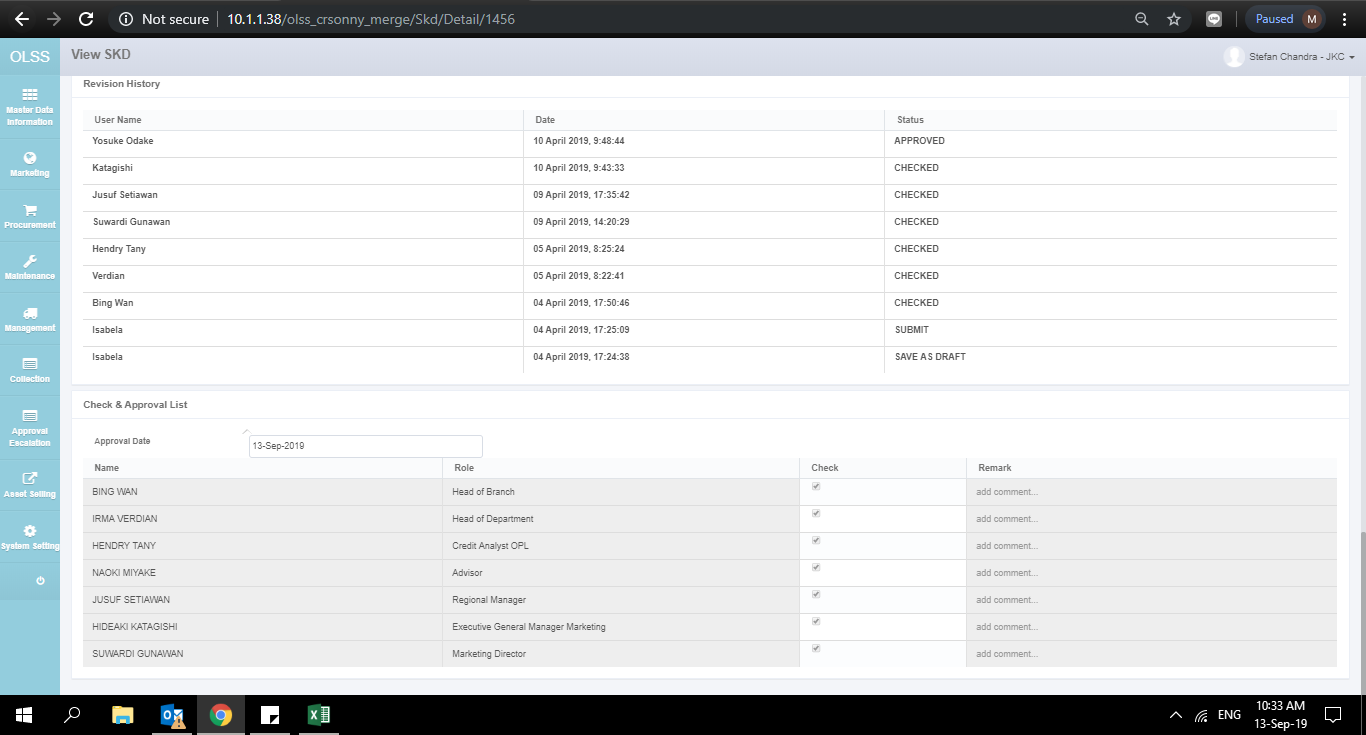 Not secure
10.1.1.38/olss_crsonny_merge/Skd/Detail/1456
Paused M
OLSS
View SKD
Stefan Chandra - JKC
Master Data Information
Marketing
Procurement
Maintenance
Management
Collection
Approval Escalation
Asset Selling
System Setting
Revision History
User Name Date Status
Yosuke Odake 10 April 2019, 9:48:44 APPROVED
Katagishi 10 April 2019, 9:43:33 CHECKED
Jusuf Setiawan 09 April 2019, 17:35:42 CHECKED
Suwardi Gunawan 09 April 2019, 14:20:29 CHECKED
Hendry Tany 05 April 2019, 8:25:24 CHECKED
Verdian 05 April 2019, 8:22:41 CHECKED
Bing Wan 04 April 2019, 17:50:46 CHECKED
Isabela 04 April 2019, 17:25:09 SUBMIT
Isabela 04 April 2019, 17:24:38 SAVE AS DRAFT
Check & Approval List
Approval Date 13-Sep-2019
Name Role Check Remark
BING WAN Head of Branch add comment...
IRMA VERDIAN Head of Department add comment...
HENDRY TANY Credit Analyst OPL add comment...
NAOKI MIYAKE Advisor add comment...
JUSUF SETIAWAN Regional Manager add comment...
HIDEAKI KATAGISHI Executive General Manager Marketing add comment...
SUWARDI GUNAWAN Marketing Director add comment...
ENG
10:33 AM
13-Sep-19